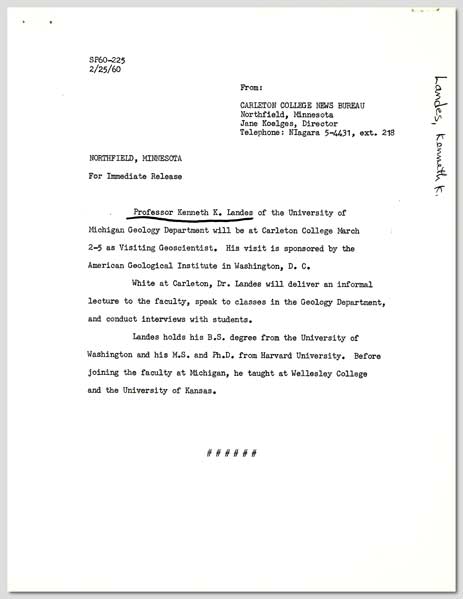 SP60-225
2/25/60
From:
CARLETON COLLEGE NEWS BUREAU
Northfield, Minnesota
Jane Koelges, Director
Telephone: NIagara 5-4431, ext. 218
Landes, Kenneth K.
NORTHFIELD, MINNESOTA
For Immediate Release
Professor Kenneth K. Landes of the University of
Michigan Geology Department will be at Carleton College March
2-5 as Visiting Geoscientist. His visit is sponsored by the
American Geological Institute in Washington, D. C.
White at Carleton, Dr. Landes will deliver an informal
lecture to the faculty, speak to classes in the Geology Department,
and conduct interviews with students.
Landes holds his B.S. degree from the University of
Washington and his M.S. and Ph.D. from Harvard University. Before
joining the faculty at Michigan, he taught at Wellesley College
and the University of Kansas.
######